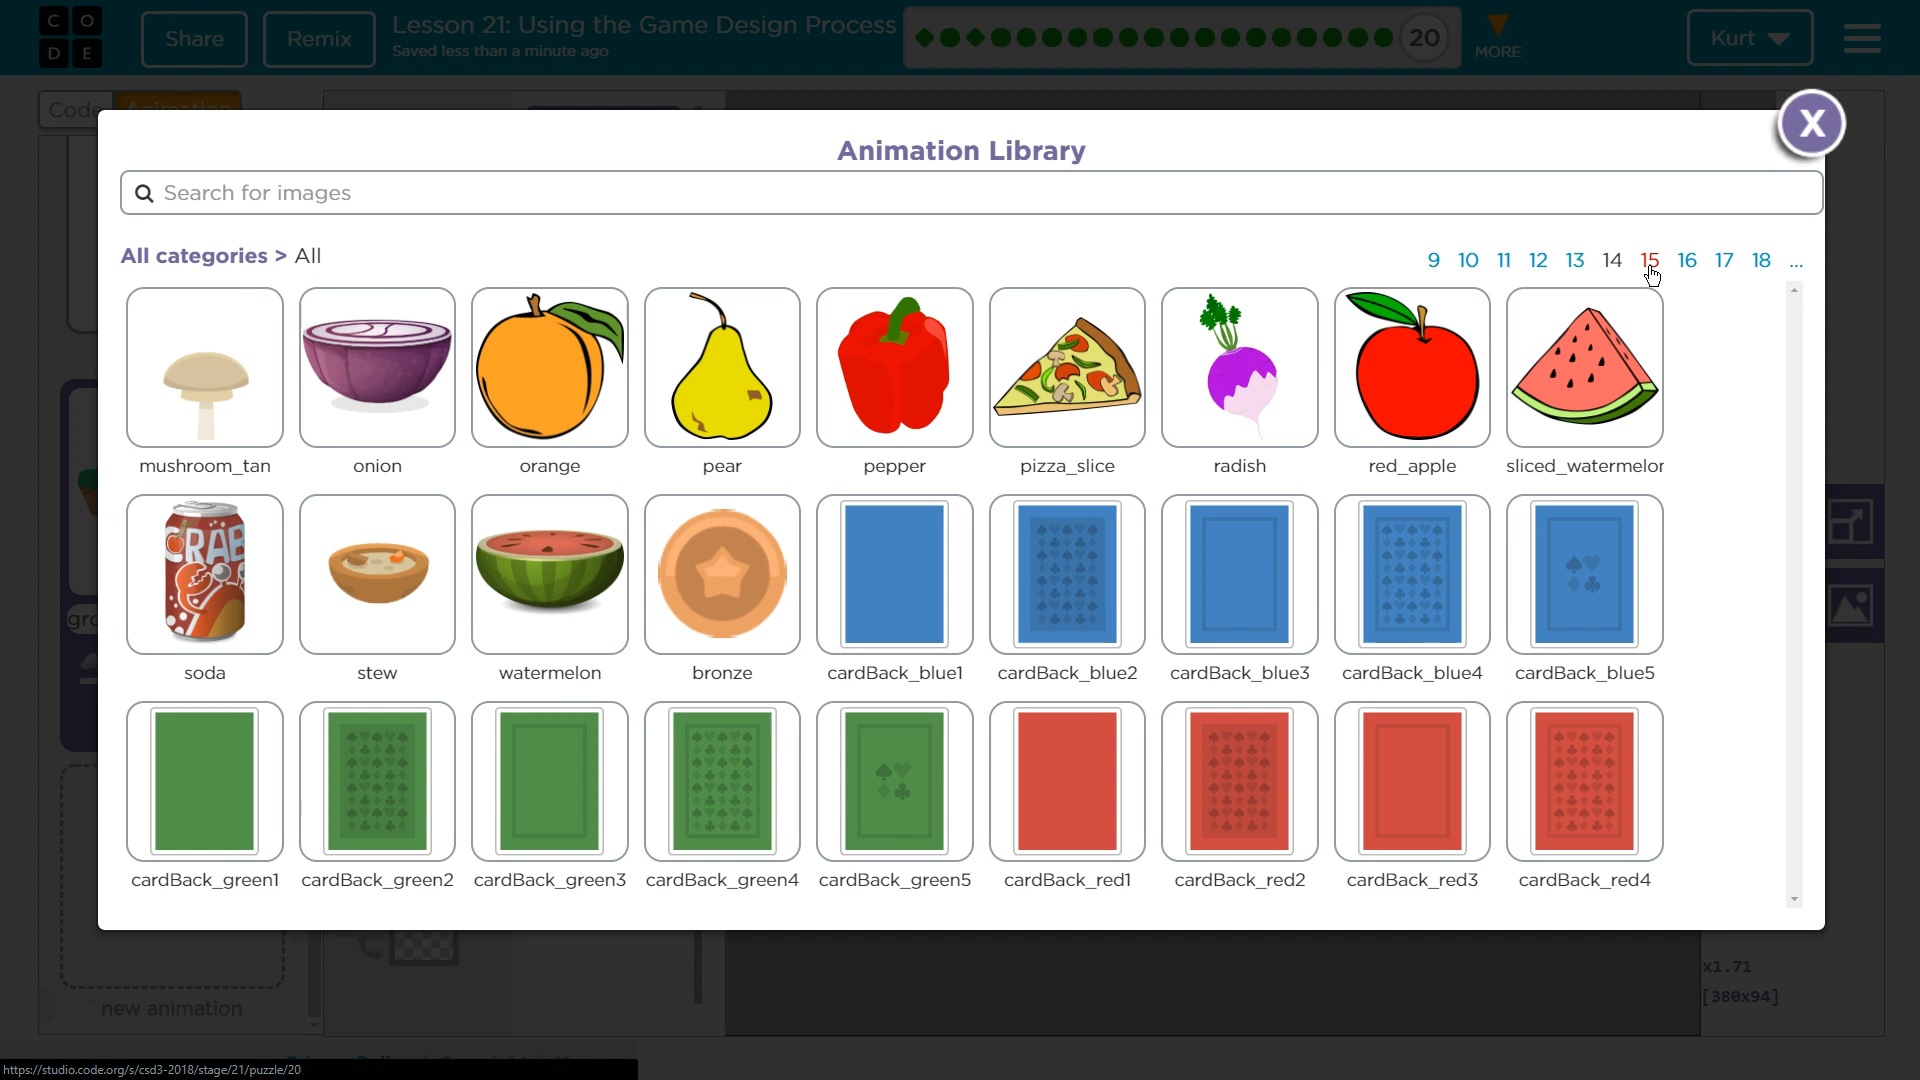 C O
D E
Share
Remix
Lesson 21: Using the Game Design Process
Saved less than a minute ago
20
MORE
Kurt
Code
Animation
Animation Library
X
Search for images
All categories > All
9 10 11 12 13 14 15 16 17 18 ...
mushroom_tan onion orange pear pepper pizza_slice radish red_apple sliced_watermelor
CRAB
soda stew watermelon bronze cardBack_blue1 cardBack_blue2 cardBack_blue3 cardBack_blue4 cardBack_blue5
gro
cardBack_green1 cardBack_green2 cardBack_green3 cardBack_green4 cardBack_green5 cardBack_red1 cardBack_red2 cardBack_red3 cardBack_red4
x1.71
[380x94]
new animation
https://studio.code.org/s/csd3-2018/stage/21/puzzle/20